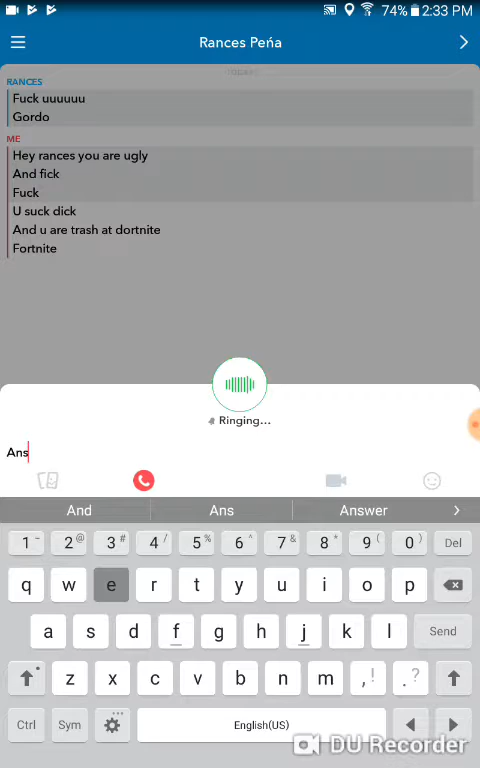 74% 2:33 PM
Rances Peńa
RANCES
Fuck uuuuuu
Gordo
ME
Hey rances you are ugly
And fick
Fuck
U suck dick
And u are trash at dortnite
Fortnite
Ringing...
Ans
And Ans Answer
1 - 2 @ 3 # 4 / 5 % 6 ^ 7 & 8 * 9 ( 0 ) Del
q w e r t y u i o p
a s d f g h j k l Send
z x c v b n m , ! . ?
Ctrl Sym English(US)
DU Recorder